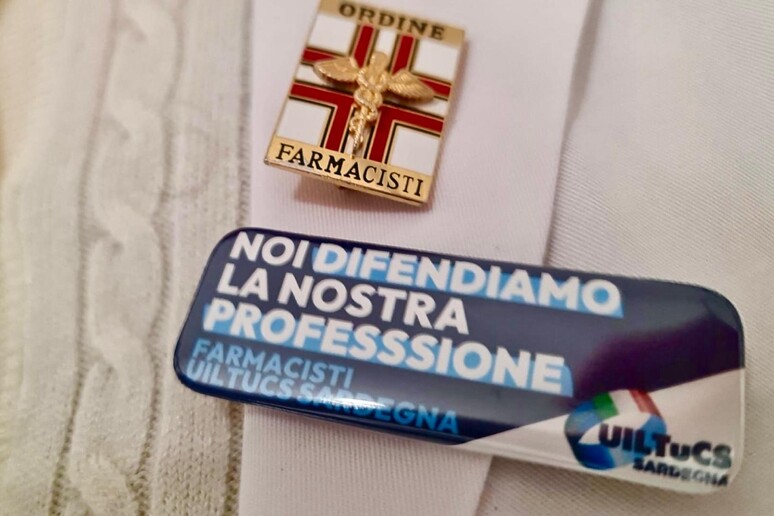 ORDINE
FARMACISTI
NOI DIFENDIAMO
LA NOSTRA
PROFESSSIONE
FARMACISTI
UILTUCS SARDEGNA
UILTuCS
SARDEGNA